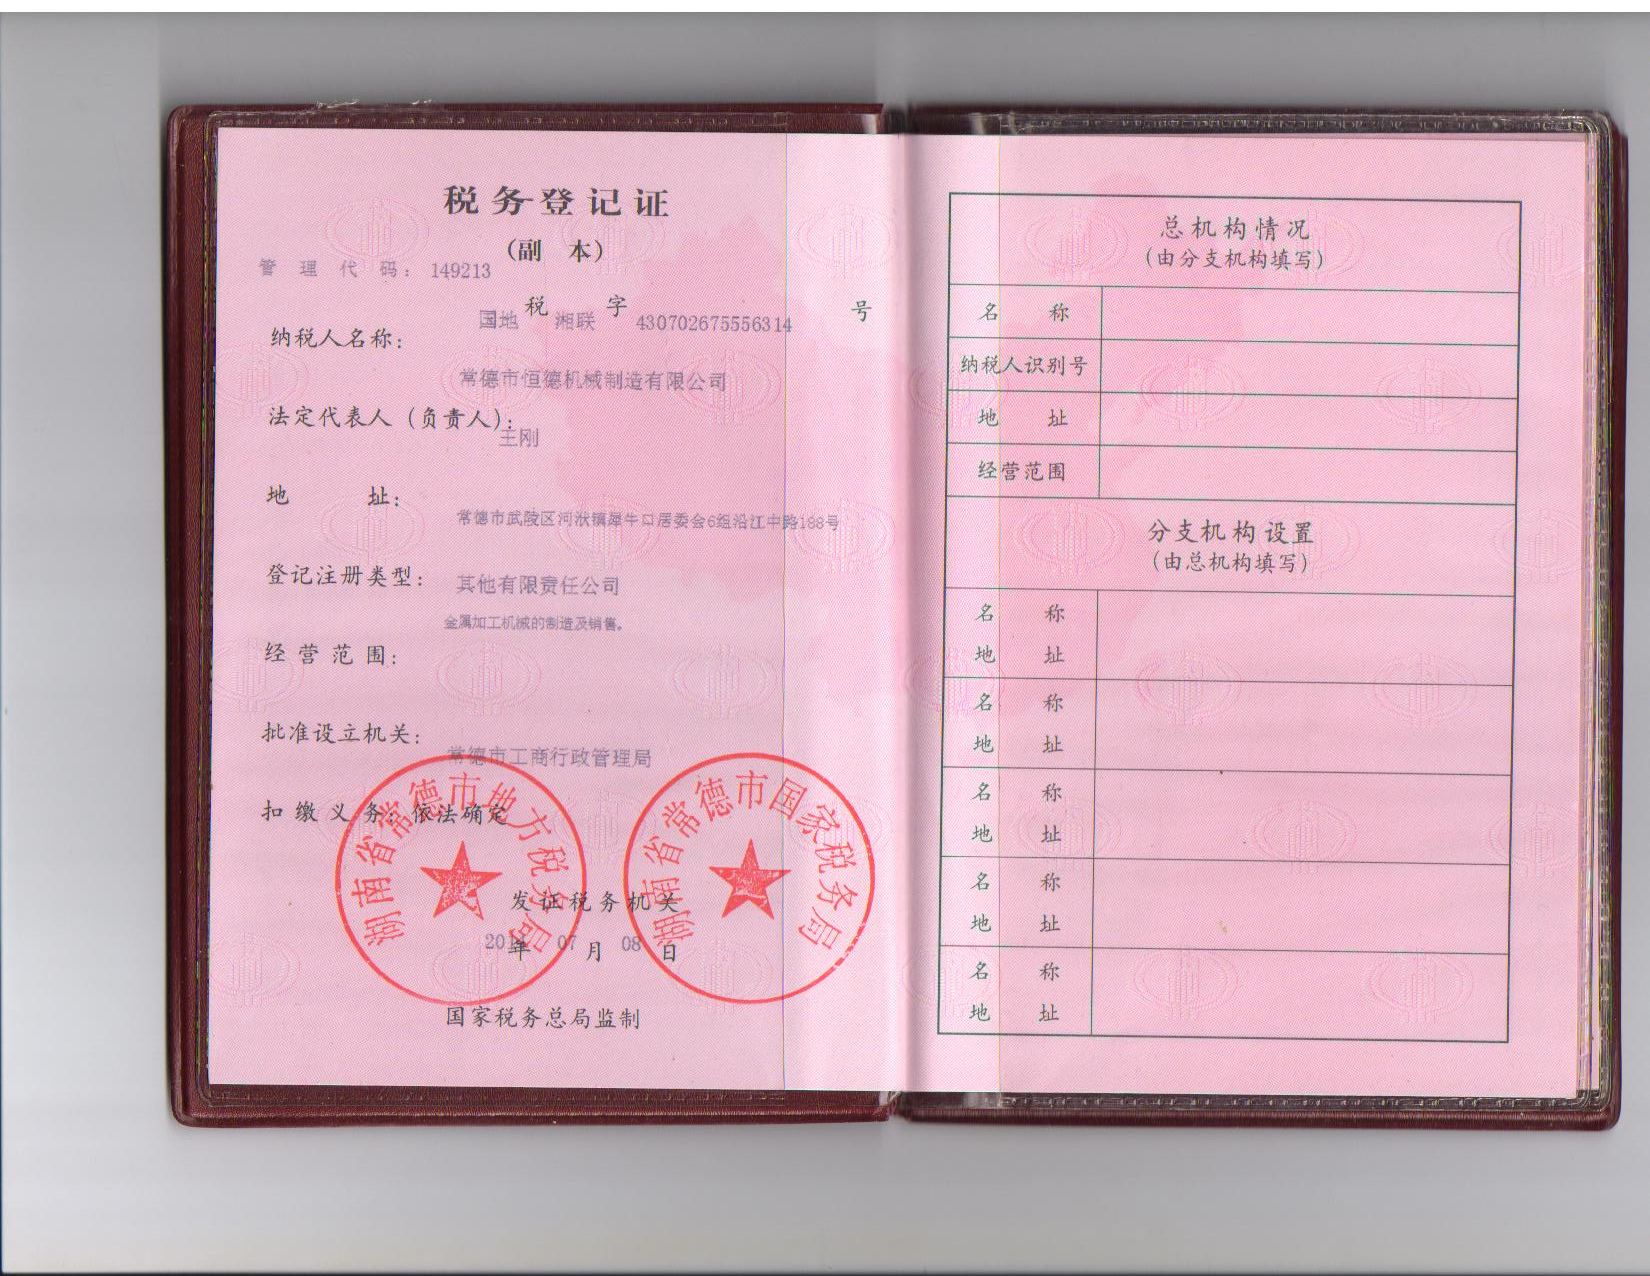 税务登记证
（副 本）
管 理 代 码：149213
国地 税 湘联 字 430702675556314 号
纳税人名称：
常德市恒德机械制造有限公司
法定代表人（负责人）：
王刚
地 址：
常德市武陵区河洑镇犀牛口居委会6组沿江中路188号
登记注册类型：
其他有限责任公司
金属加工机械的制造及销售。
经 营 范 围：
批准设立机关：
常德市工商行政管理局
扣 缴 义 务：依法确定
湖南省常德市地方税务局
湖南省常德市国家税务局
发 证 税 务 机 关
年 07 月 08 日
国家税务总局监制
总机构情况
（由分支机构填写）
名 称
纳税人识别号
地 址
经营范围
分支机构设置
（由总机构填写）
名 称
地 址
名 称
地 址
名 称
地 址
名 称
地 址
名 称
地 址